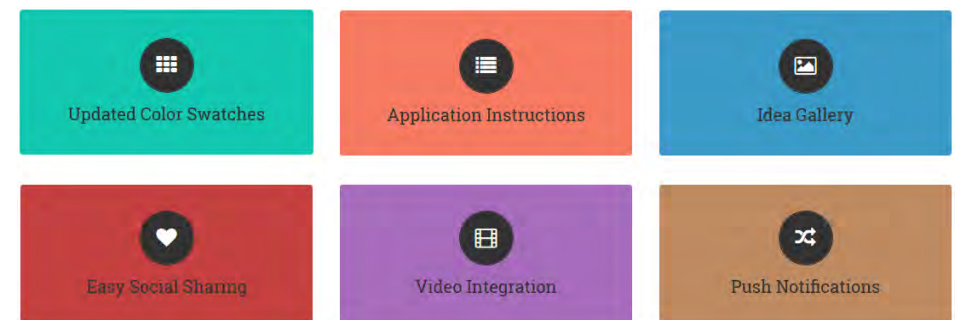 Updated Color Swatches
Application Instructions
Idea Gallery
Easy Social Sharing
Video Integration
Push Notifications